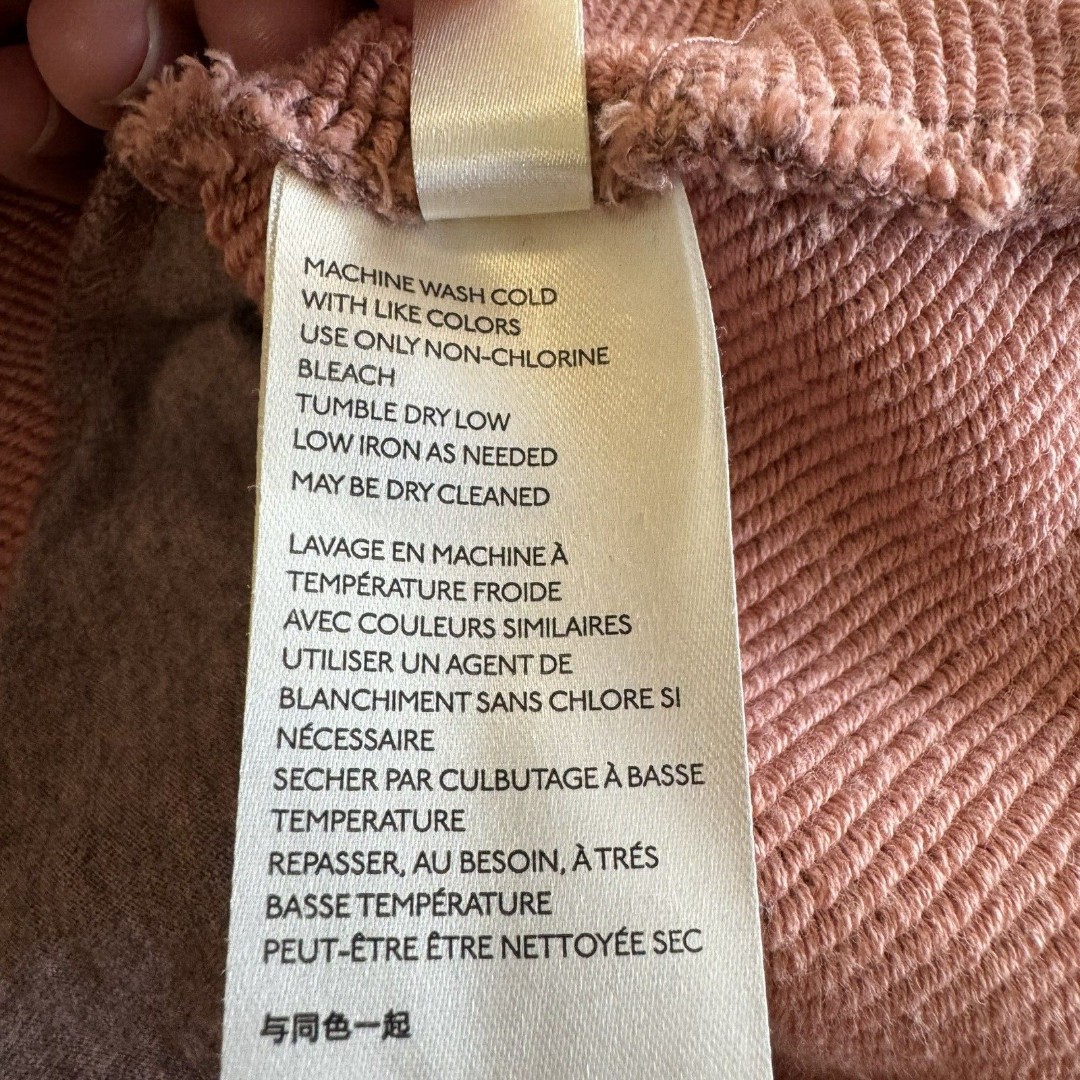 MACHINE WASH COLD
WITH LIKE COLORS
USE ONLY NON-CHLORINE
BLEACH
TUMBLE DRY LOW
LOW IRON AS NEEDED
MAY BE DRY CLEANED
LAVAGE EN MACHINE À
TEMPÉRATURE FROIDE
AVEC COULEURS SIMILAIRES
UTILISER UN AGENT DE
BLANCHIMENT SANS CHLORE SI
NÉCESSAIRE
SECHER PAR CULBUTAGE À BASSE
TEMPERATURE
REPASSER, AU BESOIN, À TRÉS
BASSE TEMPÉRATURE
PEUT-ÊTRE ÊTRE NETTOYÉE SEC
与同色一起